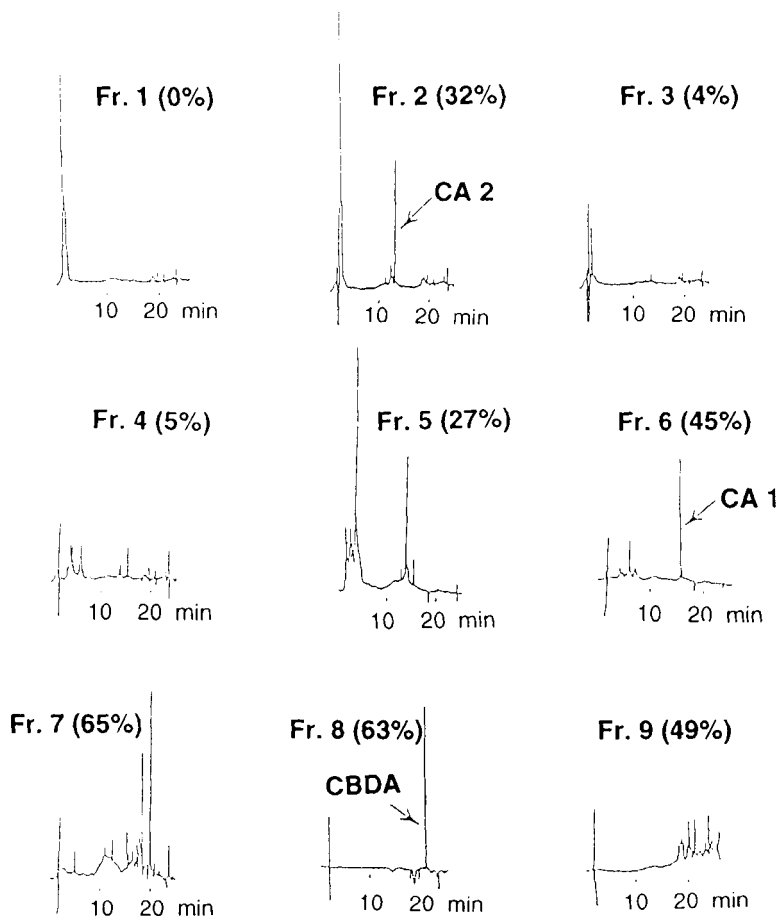 Fr. 1 (0%)
Fr. 2 (32%)
Fr. 3 (4%)
CA 2
10 20 min
10 20 min
10 20 min
Fr. 4 (5%)
Fr. 5 (27%)
Fr. 6 (45%)
CA 1
10 20 min
10 20 min
10 20 min
Fr. 7 (65%)
Fr. 8 (63%)
Fr. 9 (49%)
CBDA
10 20 min
10 20 min
10 20 min